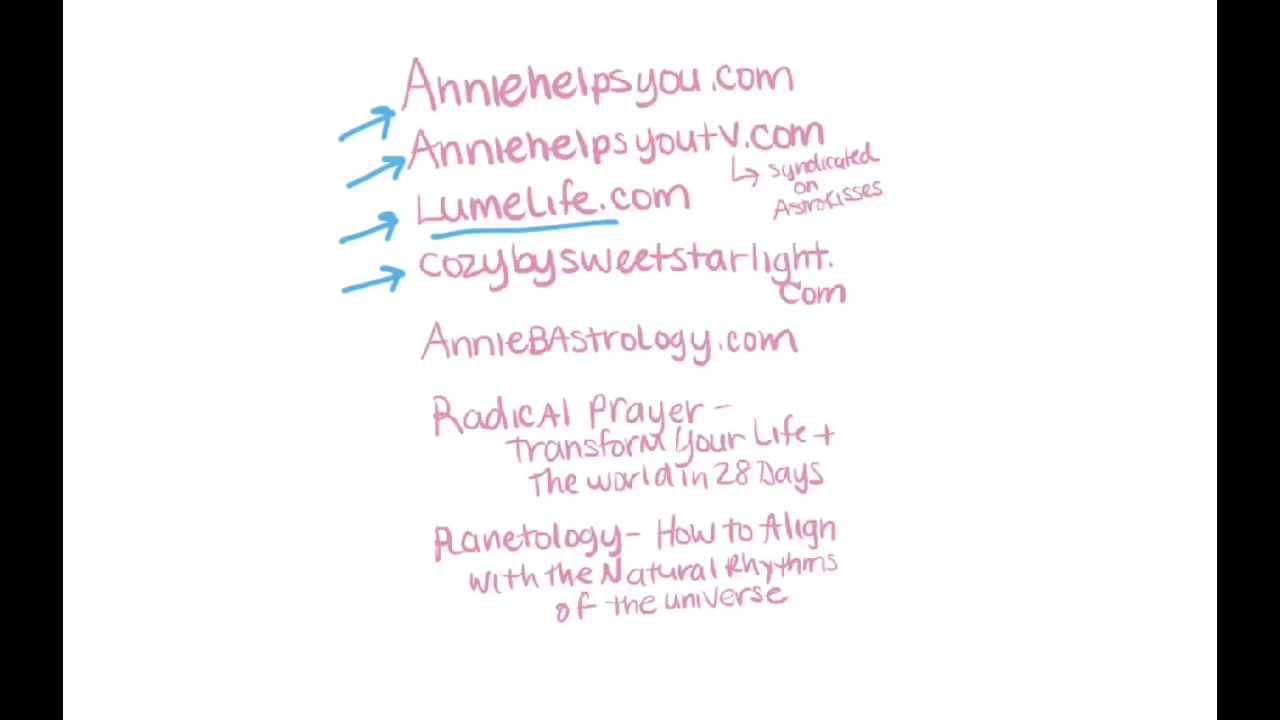 Anniehelpsyou.com
Anniehelpsyoutv.com
↳ syndicated
on
AstroKisses
LumeLife.com
cozybysweetstarlight.
com
AnnieBAstrology.com
Radical Prayer -
Transform Your Life +
The world in 28 Days
Planetology - How to Align
with the Natural Rhythms
of the universe